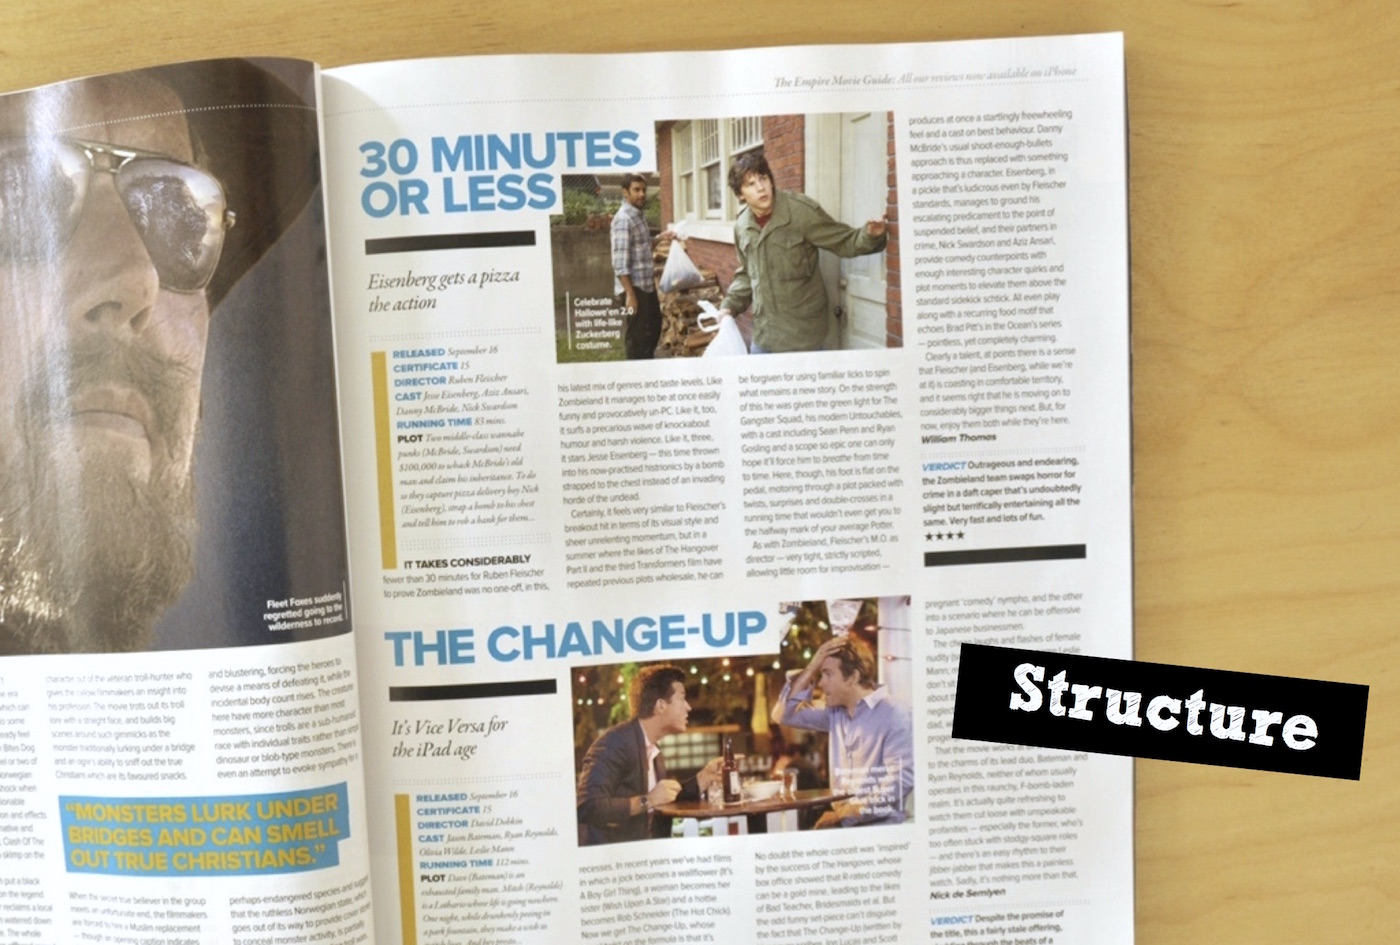 The Empire Movie Guide: All our reviews now available on iPhone
Fleet Foxes suddenly
regretted going to the
wilderness to record.
character out of the veteran troll-hunter who
gives the filmmakers an insight into
his profession. The movie trots out its troll
lore with a straight face, and builds big
scenes around such gimmicks as the
monster traditionally lurking under a bridge
and an ogre's ability to sniff out the true
Christians which are its favoured snacks.
and blustering, forcing the heroes to
devise a means of defeating it, while the
incidental body count rises. The creatures
here have more character than most
monsters, since trolls are a sub-human
race with individual traits rather than
dinosaur or blob-type monsters. There is
even an attempt to evoke sympathy
"MONSTERS LURK UNDER
BRIDGES AND CAN SMELL
OUT TRUE CHRISTIANS."
When the secret true believer in the group
meets an unfortunate end, the filmmakers
are forced to hire a Muslim replacement
— though an opening caption indicates
perhaps-endangered species and
that the ruthless Norwegian state, which
goes out of its way to provide cover
to conceal monster activity, is
30 MINUTES
OR LESS
Eisenberg gets a pizza
the action
RELEASED September 16
CERTIFICATE 15
DIRECTOR Ruben Fleischer
CAST Jesse Eisenberg, Aziz Ansari,
Danny McBride, Nick Swardson
RUNNING TIME 83 mins.
PLOT Two middle-class wannabe
punks (McBride, Swardson) need
$100,000 to whack McBride's old
man and claim his inheritance. To do
so they capture pizza delivery boy Nick
(Eisenberg), strap a bomb to his chest
and tell him to rob a bank for them...
IT TAKES CONSIDERABLY
fewer than 30 minutes for Ruben Fleischer
to prove Zombieland was no one-off, in this,
Celebrate
Hallowe'en 2.0
with life-like
Zuckerberg
costume.
his latest mix of genres and taste levels. Like
Zombieland it manages to be at once easily
funny and provocatively un-PC. Like it, too,
it surfs a precarious wave of knockabout
humour and harsh violence. Like it, three,
it stars Jesse Eisenberg — this time thrown
into his now-practised histrionics by a bomb
strapped to the chest instead of an invading
horde of the undead.
Certainly, it feels very similar to Fleischer's
breakout hit in terms of its visual style and
sheer unrelenting momentum, but in a
summer where the likes of The Hangover
Part II and the third Transformers film have
repeated previous plots wholesale, he can
be forgiven for using familiar licks to spin
what remains a new story. On the strength
of this he was given the green light for The
Gangster Squad, his modern Untouchables,
with a cast including Sean Penn and Ryan
Gosling and a scope so epic one can only
hope it'll force him to breathe from time
to time. Here, though, his foot is flat on the
pedal, motoring through a plot packed with
twists, surprises and double-crosses in a
running time that wouldn't even get you to
the halfway mark of your average Potter.
As with Zombieland, Fleischer's M.O. as
director — very tight, strictly scripted,
allowing little room for improvisation —
produces at once a startlingly freewheeling
feel and a cast on best behaviour. Danny
McBride's usual shoot-enough-bullets
approach is thus replaced with something
approaching a character. Eisenberg, in
a pickle that's ludicrous even by Fleischer
standards, manages to ground his
escalating predicament to the point of
suspended belief, and their partners in
crime, Nick Swardson and Aziz Ansari,
provide comedy counterpoints with
enough interesting character quirks and
plot moments to elevate them above the
standard sidekick schtick. All even play
along with a recurring food motif that
echoes Brad Pitt's in the Ocean's series
— pointless, yet completely charming.
Clearly a talent, at points there is a sense
that Fleischer (and Eisenberg, while we're
at it) is coasting in comfortable territory,
and it seems right that he is moving on to
considerably bigger things next. But, for
now, enjoy them both while they're here.
William Thomas
VERDICT Outrageous and endearing,
the Zombieland team swaps horror for
crime in a daft caper that's undoubtedly
slight but terrifically entertaining all the
same. Very fast and lots of fun.
★★★★
THE CHANGE-UP
It's Vice Versa for
the iPad age
RELEASED September 16
CERTIFICATE 15
DIRECTOR David Dobkin
CAST Jason Bateman, Ryan Reynolds,
Olivia Wilde, Leslie Mann
RUNNING TIME 112 mins.
PLOT Dave (Bateman) is an
exhausted family man. Mitch (Reynolds)
is a Lothario whose life is going nowhere.
One night, while drunkenly peeing in
a park fountain, they make a wish to
recesses. In recent years we've had films
in which a jock becomes a wallflower (It's
A Boy Girl Thing), a woman becomes her
sister (Wish Upon A Star) and a hottie
becomes Rob Schneider (The Hot Chick).
Now we get The Change-Up, whose
on the formula is that it's
No doubt the whole conceit was 'inspired'
by the success of The Hangover, whose
box office showed that R-rated comedy
can be a gold mine, leading to the likes
of Bad Teacher, Bridesmaids et al. But
the odd funny set-piece can't disguise
the fact that The Change-Up (written by
Jon Lucas and Scott
pregnant 'comedy' nympho, and the other
to a scenario where he can be offensive
to Japanese businessmen.
The cheap laughs and flashes of female
nudity
Mann;
don't
about
neglect
dad, w
progen
That the movie works
to the charms of its lead duo, Bateman and
Ryan Reynolds, neither of whom usually
operates in this raunchy, F-bomb-laden
realm. It's actually quite refreshing to
watch them cut loose with unspeakable
profanities — especially the former, who's
too often stuck with stodgy-square roles
— and there's an easy rhythm to their
jibber-jabber that makes this a painless
watch. Sadly, it's nothing more than that.
Nick de Semlyen
VERDICT Despite the promise of
the title, this a fairly stale offering,
Structure